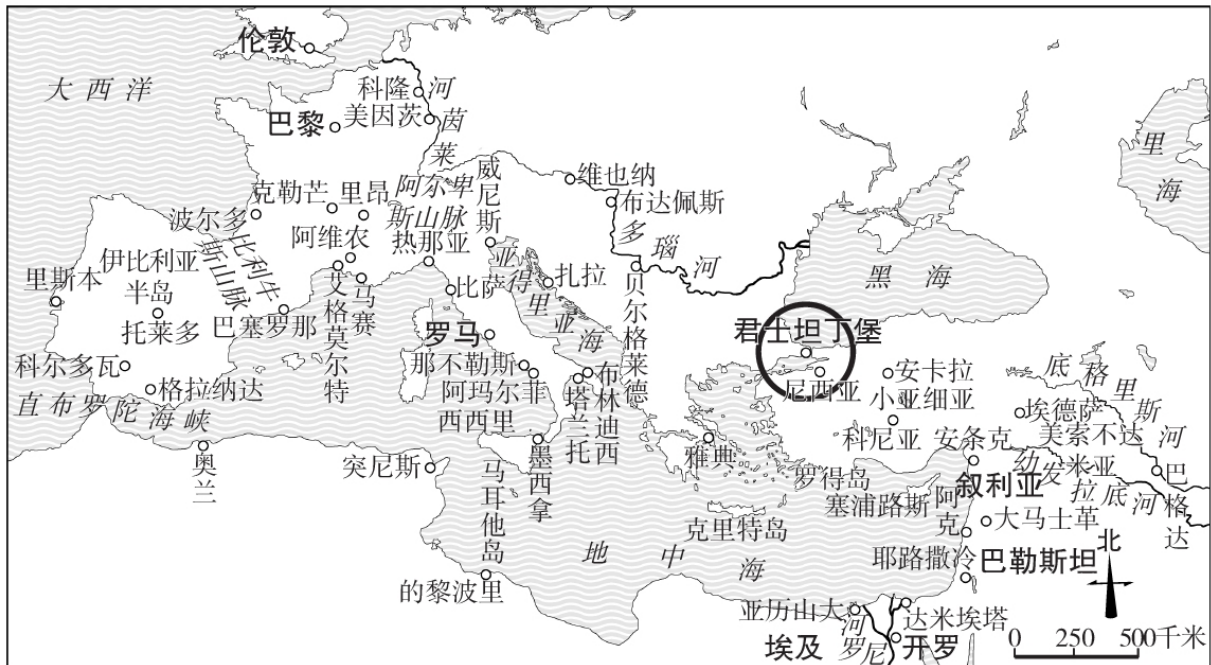 伦敦
大西洋
科隆
美因茨
巴黎
莱茵河
威尼斯
维也纳
布达佩斯
克勒芒
里昂
阿尔卑斯山脉
波尔多
阿维农
热那亚
比利牛斯山脉
多瑙河
里海
黑海
伊比利亚半岛
里斯本
托莱多
巴塞罗那
艾格莫尔特
马赛
比萨
亚得里亚海
扎拉
贝尔格莱德
罗马
君士坦丁堡
尼西亚
安卡拉
小亚细亚
底格里斯河
科尔多瓦
格拉纳达
直布罗陀海峡
那不勒斯
阿玛尔菲
西西里
塔兰托
布林迪西
科尼亚
安条克
埃德萨
美索不达米亚
幼发拉底河
巴格达
奥兰
突尼斯
马耳他岛
墨西拿
雅典
罗得岛
塞浦路斯
叙利亚
阿克
大马士革
克里特岛
地中海
耶路撒冷
巴勒斯坦
北
的黎波里
亚历山大
达米埃塔
尼罗河
埃及
开罗
0 250 500千米